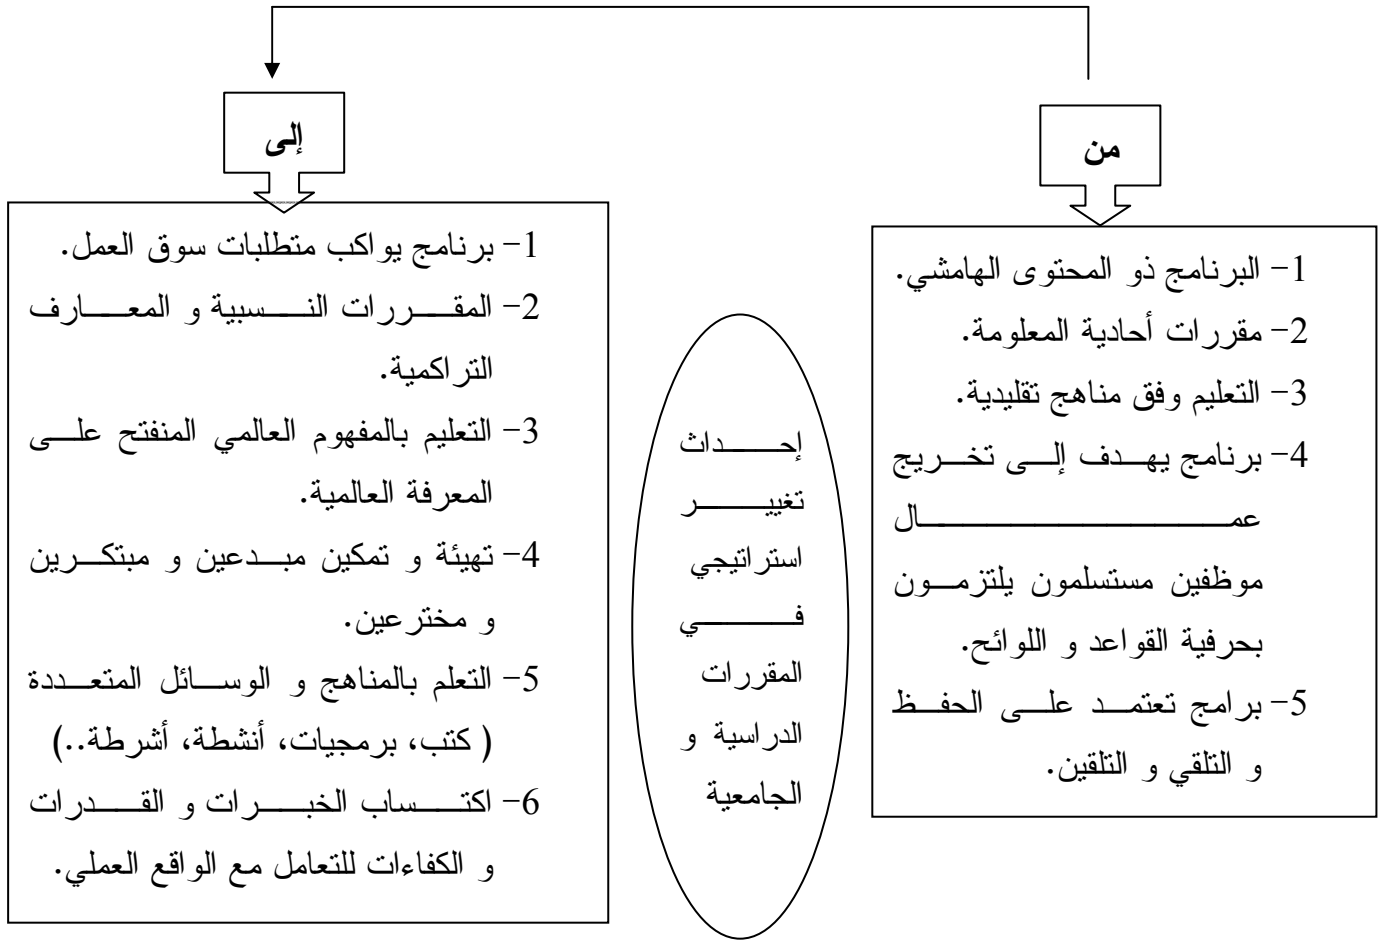 من
1- البرنامج ذو المحتوى الهامشي.
2- مقررات أحادية المعلومة.
3- التعليم وفق مناهج تقليدية.
4- برنامج يهدف إلى تخريج
عمال
موظفين مستسلمون يلتزمون
بحرفية القواعد و اللوائح.
5- برامج تعتمد على الحفظ
و التلقي و التلقين.
إحداث
تغيير
استراتيجي
في
المقررات
الدراسية و
الجامعية
إلى
1- برنامج يواكب متطلبات سوق العمل.
2- المقررات النسبية و المعارف
التراكمية.
3- التعليم بالمفهوم العالمي المنفتح على
المعرفة العالمية.
4- تهيئة و تمكين مبدعين و مبتكرين
و مخترعين.
5- التعلم بالمناهج و الوسائل المتعددة
( كتب، برمجيات، أنشطة، أشرطة..)
6- اكتساب الخبرات و القدرات
و الكفاءات للتعامل مع الواقع العملي.